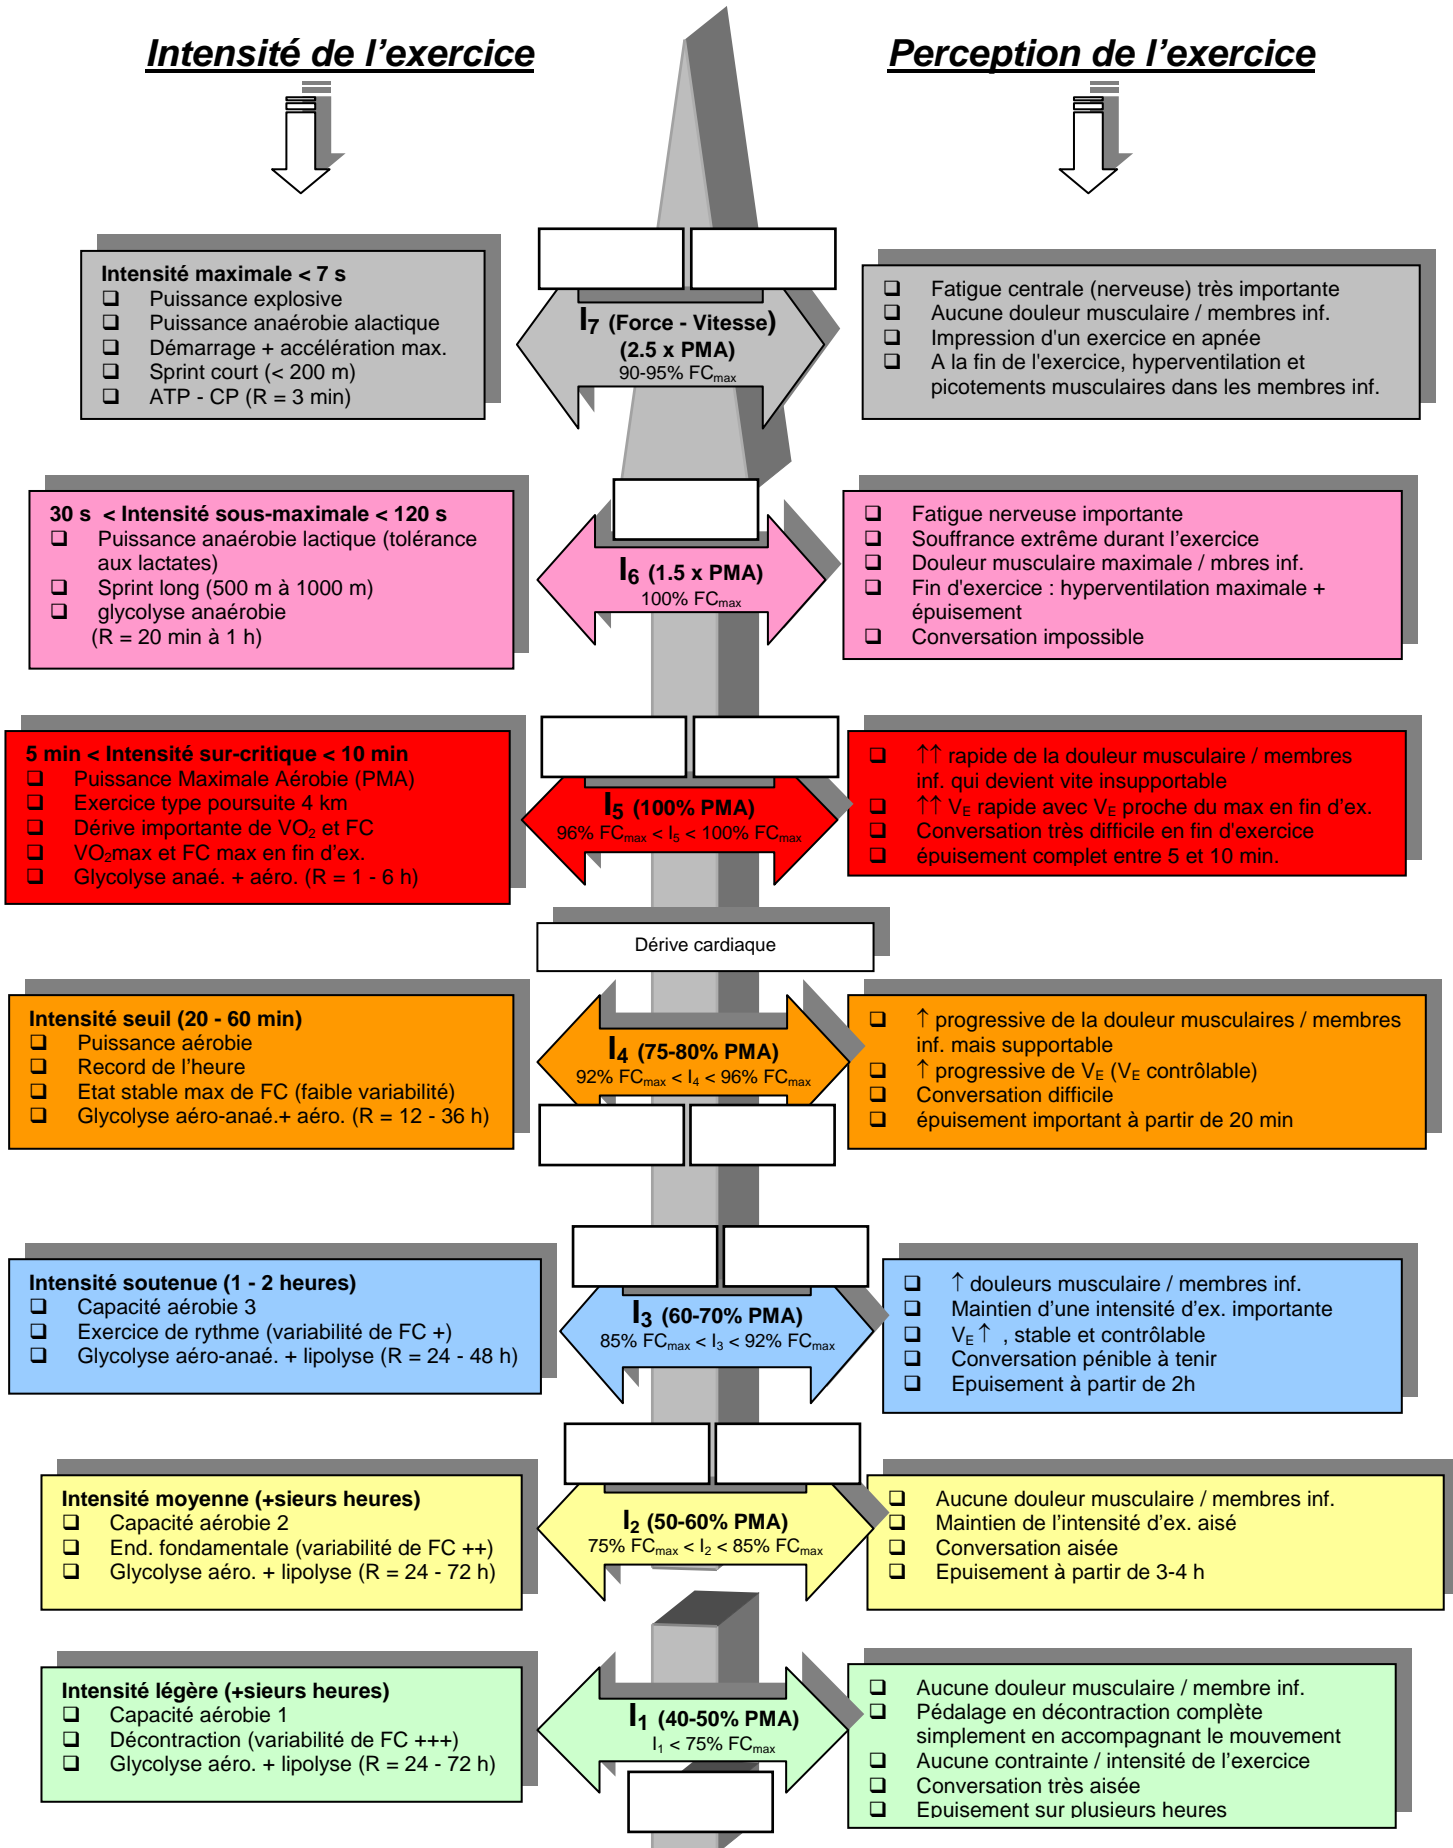 Intensité de l'exercice
Perception de l'exercice
Intensité maximale < 7 s
❑ Puissance explosive
❑ Puissance anaérobie alactique
❑ Démarrage + accélération max.
❑ Sprint court (< 200 m)
❑ ATP - CP (R = 3 min)
I7 (Force - Vitesse)
(2.5 x PMA)
90-95% FCmax
❑ Fatigue centrale (nerveuse) très importante
❑ Aucune douleur musculaire / membres inf.
❑ Impression d'un exercice en apnée
❑ A la fin de l'exercice, hyperventilation et
picotements musculaires dans les membres inf.
30 s < Intensité sous-maximale < 120 s
❑ Puissance anaérobie lactique (tolérance
aux lactates)
❑ Sprint long (500 m à 1000 m)
❑ glycolyse anaérobie
(R = 20 min à 1 h)
I6 (1.5 x PMA)
100% FCmax
❑ Fatigue nerveuse importante
❑ Souffrance extrême durant l'exercice
❑ Douleur musculaire maximale / mbres inf.
❑ Fin d'exercice : hyperventilation maximale +
épuisement
❑ Conversation impossible
5 min < Intensité sur-critique < 10 min
❑ Puissance Maximale Aérobie (PMA)
❑ Exercice type poursuite 4 km
❑ Dérive importante de VO2 et FC
❑ VO2max et FC max en fin d'ex.
❑ Glycolyse anaé. + aéro. (R = 1 - 6 h)
I5 (100% PMA)
96% FCmax < I5 < 100% FCmax
❑ ↑↑ rapide de la douleur musculaire / membres
inf. qui devient vite insupportable
❑ ↑↑ VE rapide avec VE proche du max en fin d'ex.
❑ Conversation très difficile en fin d'exercice
❑ épuisement complet entre 5 et 10 min.
Dérive cardiaque
Intensité seuil (20 - 60 min)
❑ Puissance aérobie
❑ Record de l'heure
❑ Etat stable max de FC (faible variabilité)
❑ Glycolyse aéro-anaé.+ aéro. (R = 12 - 36 h)
I4 (75-80% PMA)
92% FCmax < I4 < 96% FCmax
❑ ↑ progressive de la douleur musculaires / membres
inf. mais supportable
❑ ↑ progressive de VE (VE contrôlable)
❑ Conversation difficile
❑ épuisement important à partir de 20 min
Intensité soutenue (1 - 2 heures)
❑ Capacité aérobie 3
❑ Exercice de rythme (variabilité de FC +)
❑ Glycolyse aéro-anaé. + lipolyse (R = 24 - 48 h)
I3 (60-70% PMA)
85% FCmax < I3 < 92% FCmax
❑ ↑ douleurs musculaire / membres inf.
❑ Maintien d'une intensité d'ex. importante
❑ VE ↑ , stable et contrôlable
❑ Conversation pénible à tenir
❑ Epuisement à partir de 2h
Intensité moyenne (+sieurs heures)
❑ Capacité aérobie 2
❑ End. fondamentale (variabilité de FC ++)
❑ Glycolyse aéro. + lipolyse (R = 24 - 72 h)
I2 (50-60% PMA)
75% FCmax < I2 < 85% FCmax
❑ Aucune douleur musculaire / membres inf.
❑ Maintien de l'intensité d'ex. aisé
❑ Conversation aisée
❑ Epuisement à partir de 3-4 h
Intensité légère (+sieurs heures)
❑ Capacité aérobie 1
❑ Décontraction (variabilité de FC +++)
❑ Glycolyse aéro. + lipolyse (R = 24 - 72 h)
I1 (40-50% PMA)
I1 < 75% FCmax
❑ Aucune douleur musculaire / membre inf.
❑ Pédalage en décontraction complète
simplement en accompagnant le mouvement
❑ Aucune contrainte / intensité de l'exercice
❑ Conversation très aisée
❑ Epuisement sur plusieurs heures